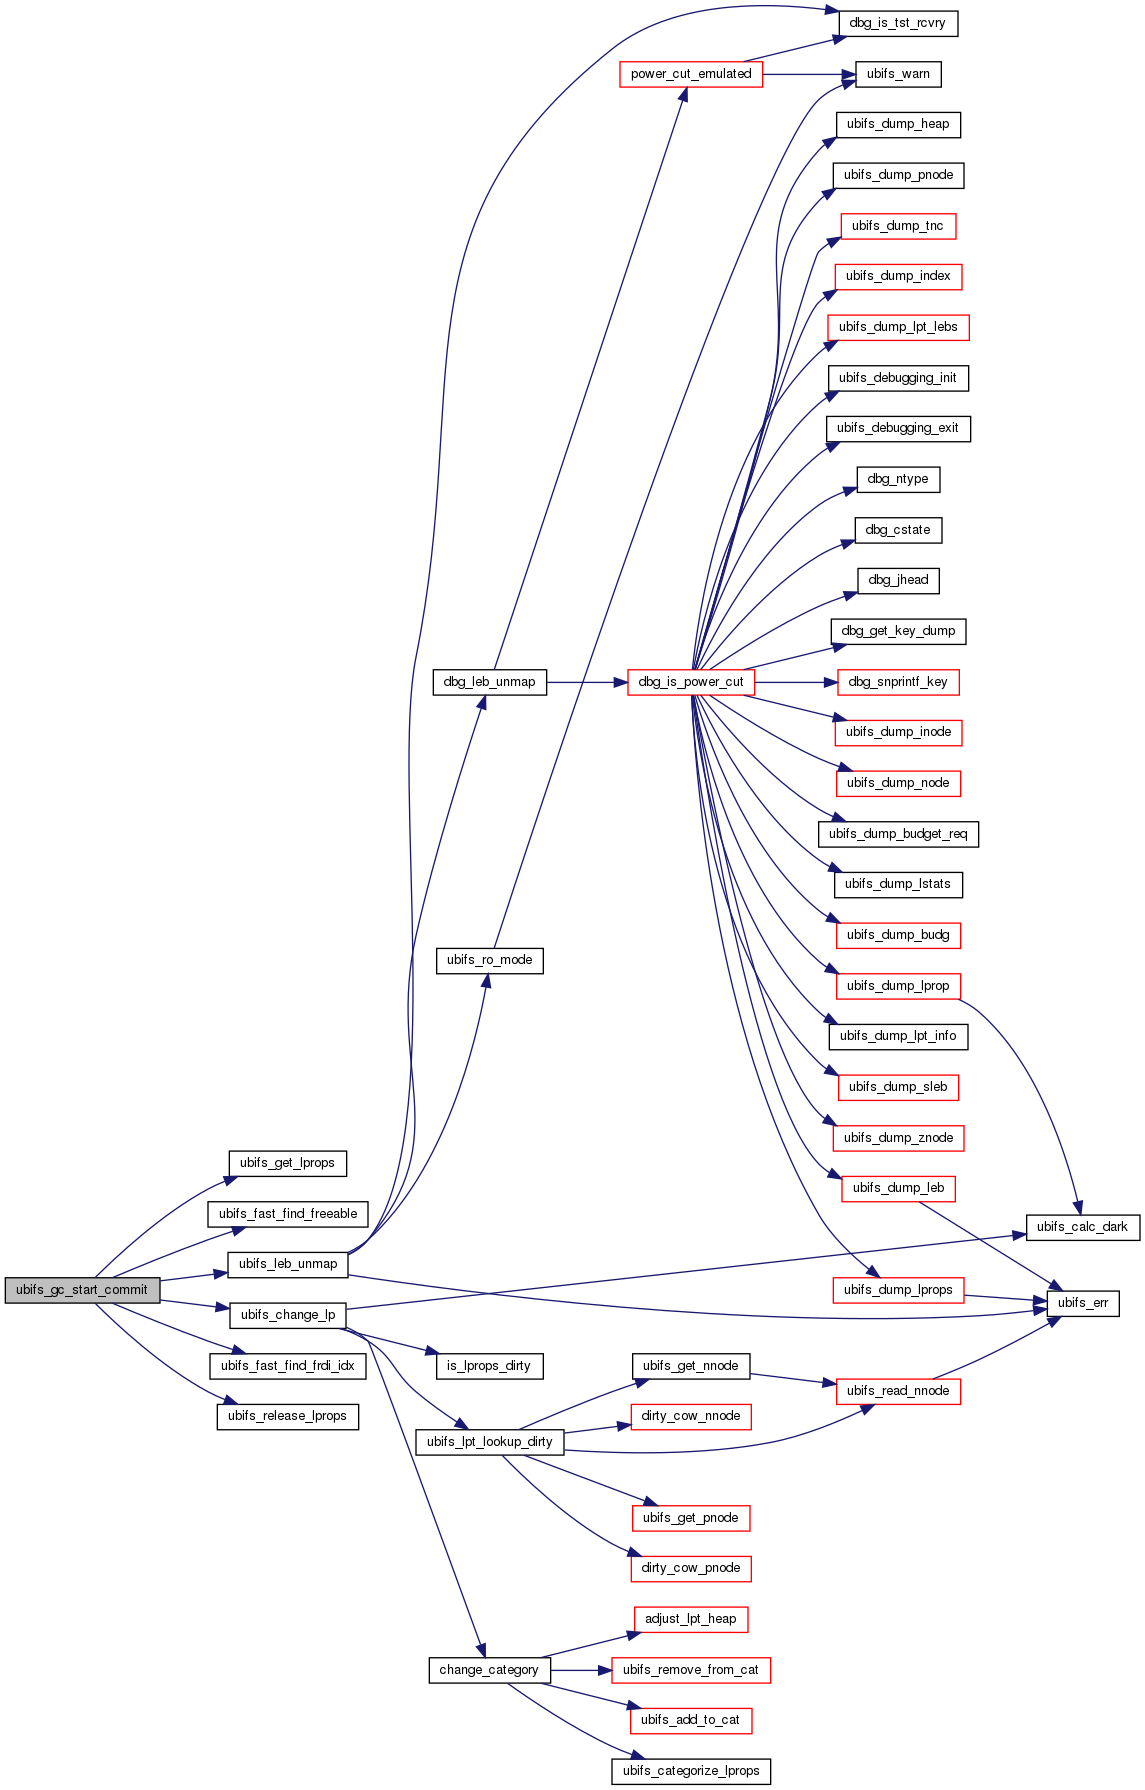 dbg_is_tst_rcvry
power_cut_emulated
ubifs_warn
ubifs_dump_heap
ubifs_dump_pnode
ubifs_dump_tnc
ubifs_dump_index
ubifs_dump_lpt_lebs
ubifs_debugging_init
ubifs_debugging_exit
dbg_ntype
dbg_cstate
dbg_jhead
dbg_get_key_dump
dbg_leb_unmap
dbg_is_power_cut
dbg_snprintf_key
ubifs_dump_inode
ubifs_dump_node
ubifs_dump_budget_req
ubifs_dump_lstats
ubifs_dump_budg
ubifs_ro_mode
ubifs_dump_lprop
ubifs_dump_lpt_info
ubifs_dump_sleb
ubifs_dump_znode
ubifs_get_lprops
ubifs_dump_leb
ubifs_fast_find_freeable
ubifs_calc_dark
ubifs_leb_unmap
ubifs_gc_start_commit
ubifs_dump_lprops
ubifs_err
ubifs_change_lp
ubifs_fast_find_frdi_idx
is_lprops_dirty
ubifs_get_nnode
ubifs_read_nnode
ubifs_release_lprops
dirty_cow_nnode
ubifs_lpt_lookup_dirty
ubifs_get_pnode
dirty_cow_pnode
adjust_lpt_heap
change_category
ubifs_remove_from_cat
ubifs_add_to_cat
ubifs_categorize_lprops